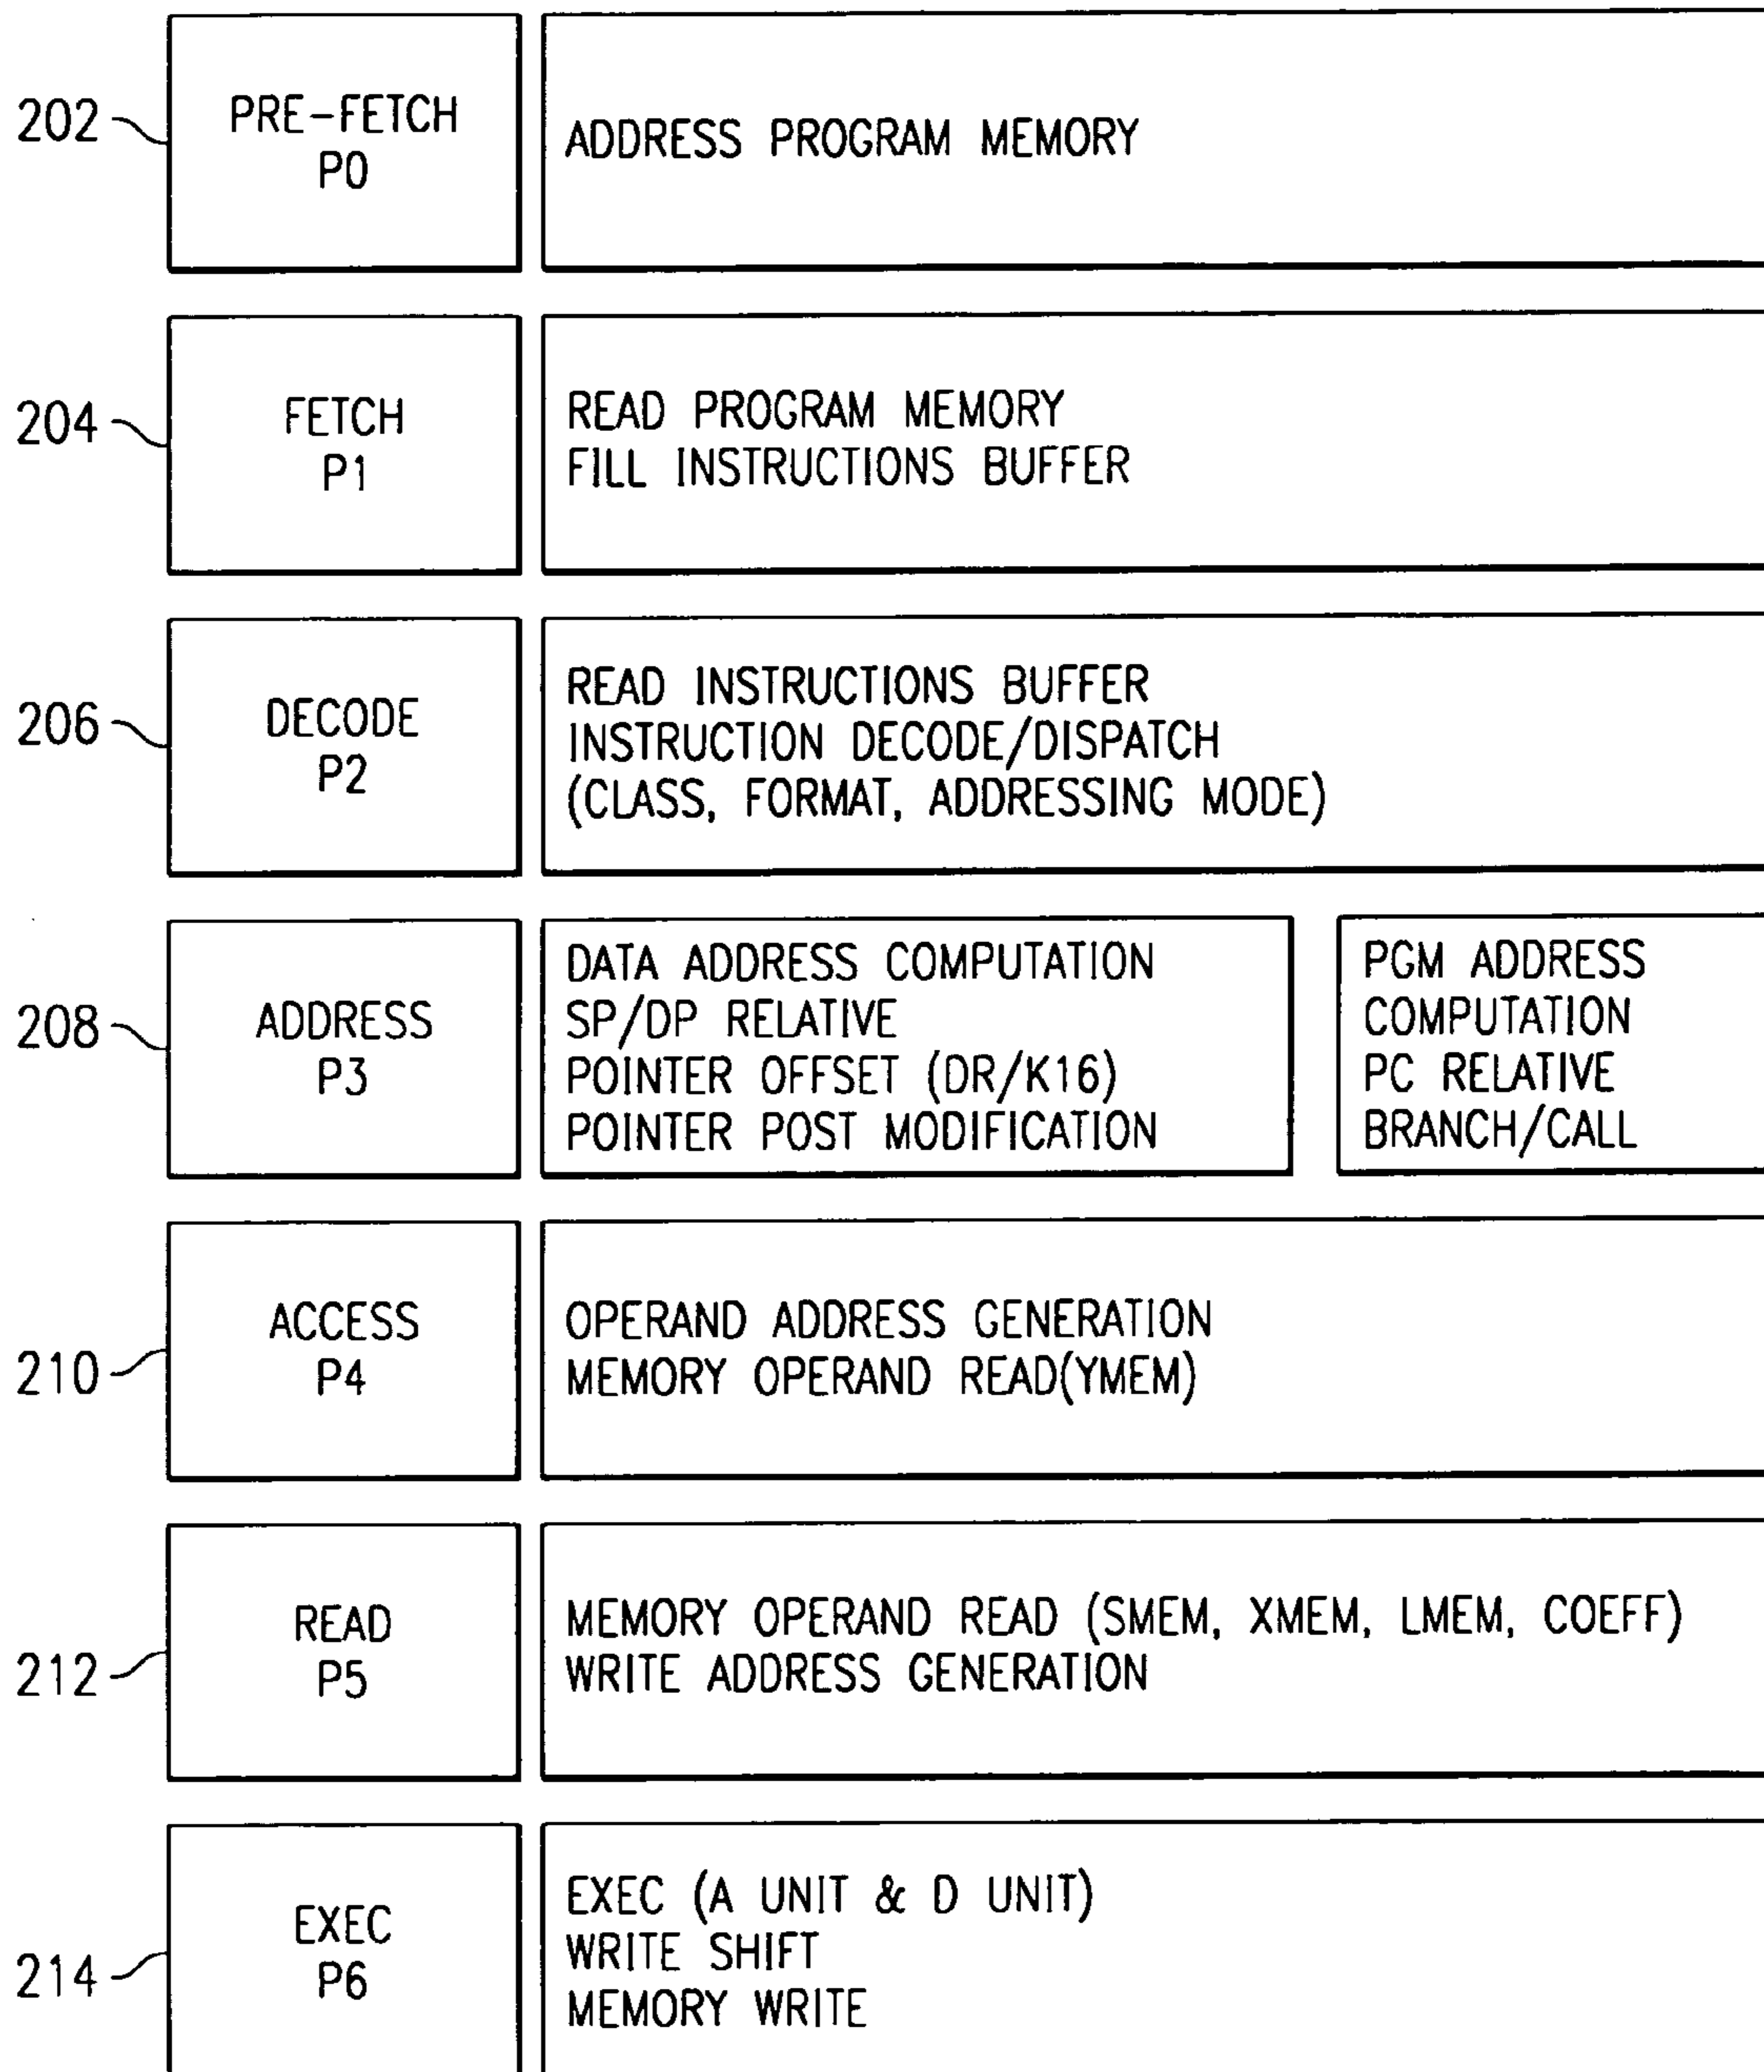 202
PRE-FETCH
P0
ADDRESS PROGRAM MEMORY
204
FETCH
P1
READ PROGRAM MEMORY
FILL INSTRUCTIONS BUFFER
206
DECODE
P2
READ INSTRUCTIONS BUFFER
INSTRUCTION DECODE/DISPATCH
(CLASS, FORMAT, ADDRESSING MODE)
208
ADDRESS
P3
DATA ADDRESS COMPUTATION
SP/DP RELATIVE
POINTER OFFSET (DR/K16)
POINTER POST MODIFICATION
PGM ADDRESS
COMPUTATION
PC RELATIVE
BRANCH/CALL
210
ACCESS
P4
OPERAND ADDRESS GENERATION
MEMORY OPERAND READ(YMEM)
212
READ
P5
MEMORY OPERAND READ (SMEM, XMEM, LMEM, COEFF)
WRITE ADDRESS GENERATION
214
EXEC
P6
EXEC (A UNIT & D UNIT)
WRITE SHIFT
MEMORY WRITE